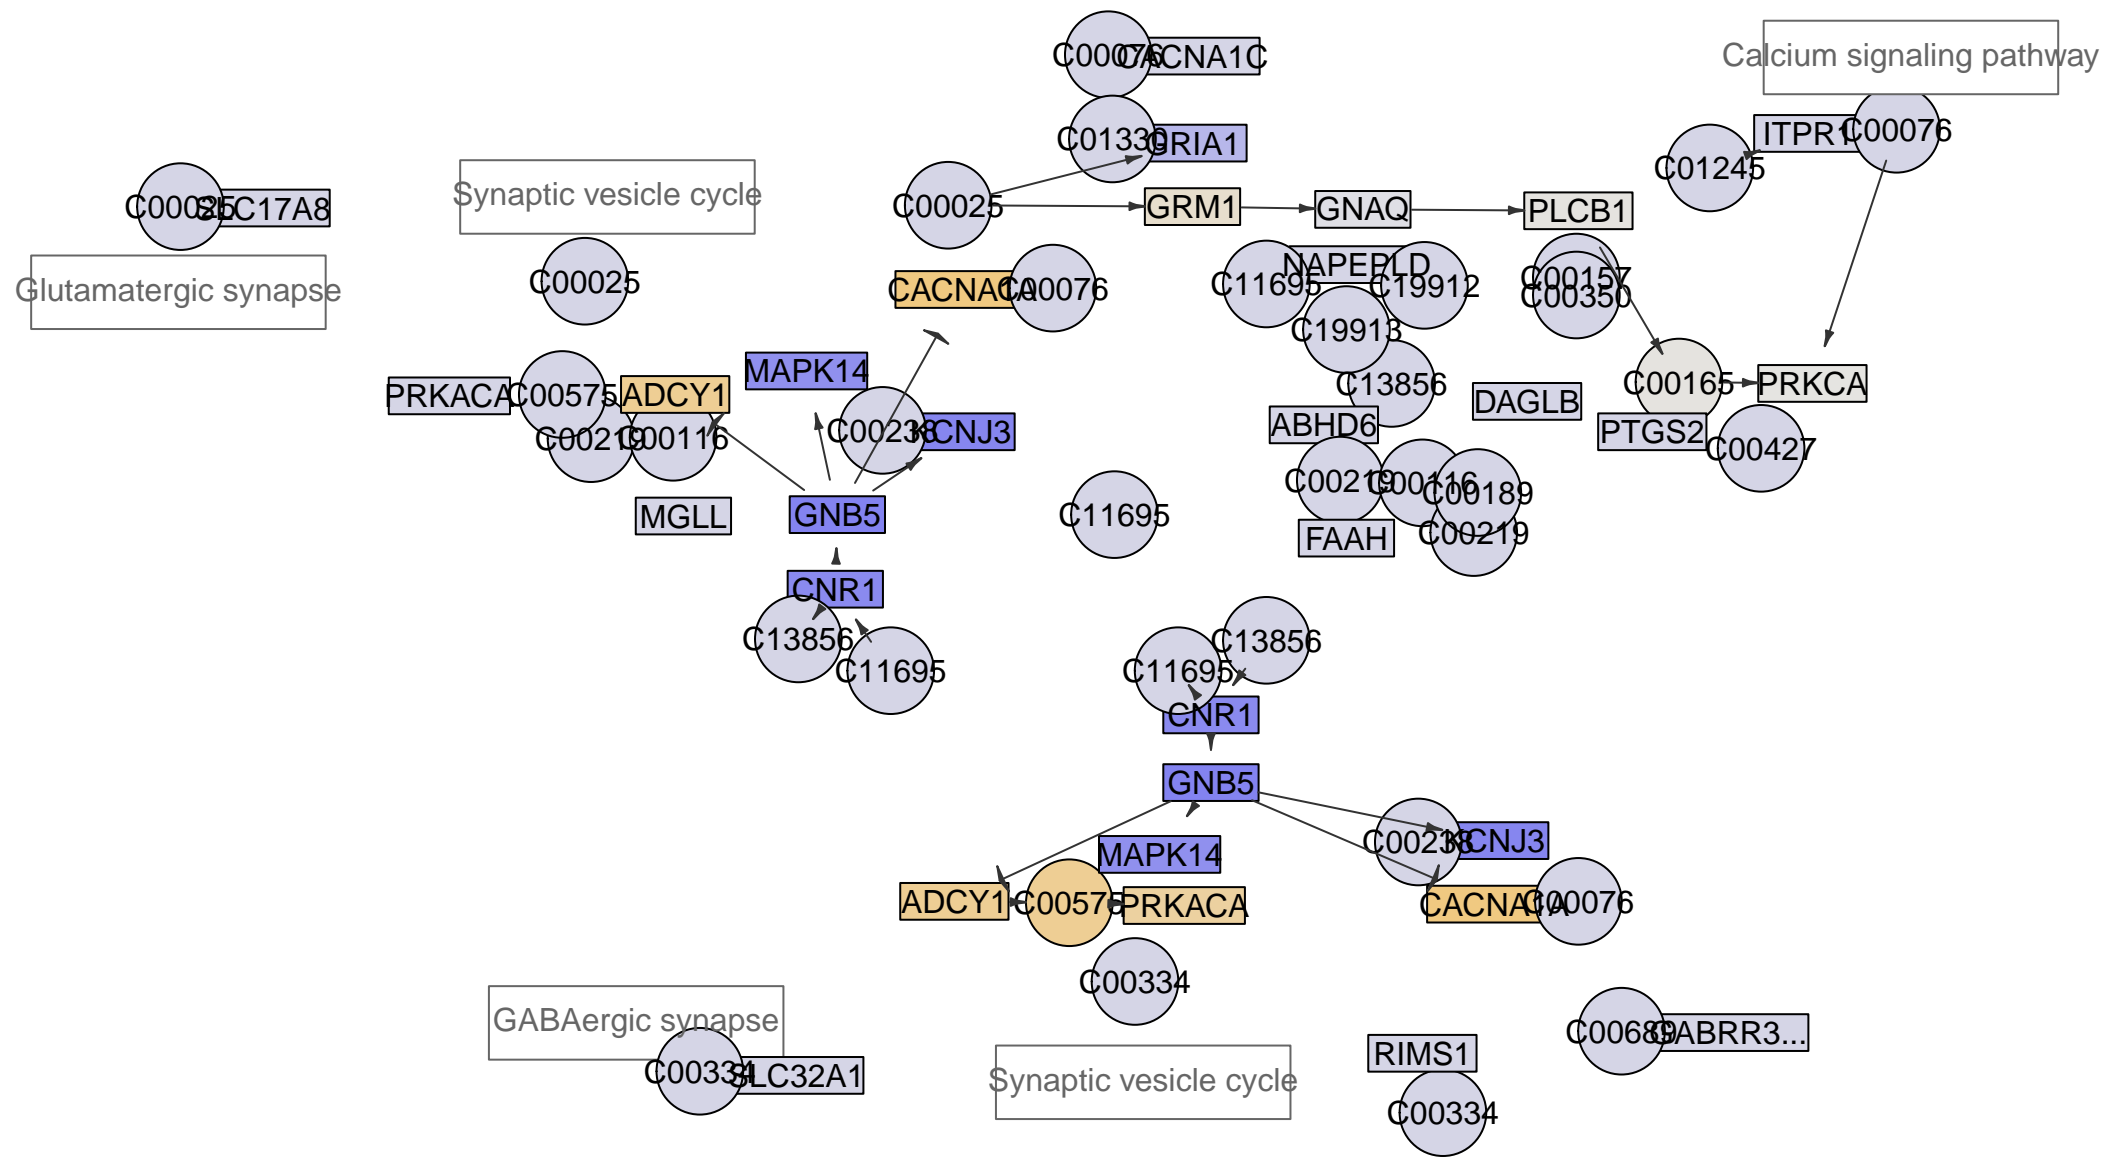 C00076
CACNA1C
Calcium signaling pathway
C01330
GRIA1
ITPR1
C00076
C01245
C00025
SLC17A8
Synaptic vesicle cycle
C00025
GRM1
GNAQ
PLCB1
Glutamatergic synapse
C00025
CACNA1A
C00076
NAPEPLD
C11695
C19912
C00157
C00350
C19913
MAPK14
C13856
C00165
PRKCA
PRKACA
C00575
ADCY1
DAGLB
C00219
C00116
C00238
KCNJ3
ABHD6
PTGS2
C00427
C00219
C00116
C00189
MGLL
GNB5
C11695
FAAH
C00219
CNR1
C13856
C11695
C13856
C11695
CNR1
GNB5
MAPK14
C00238
KCNJ3
ADCY1
C00575
PRKACA
CACNA1A
C00076
C00334
GABAergic synapse
C00334
SLC32A1
Synaptic vesicle cycle
RIMS1
C00334
C00689
GABRR3...